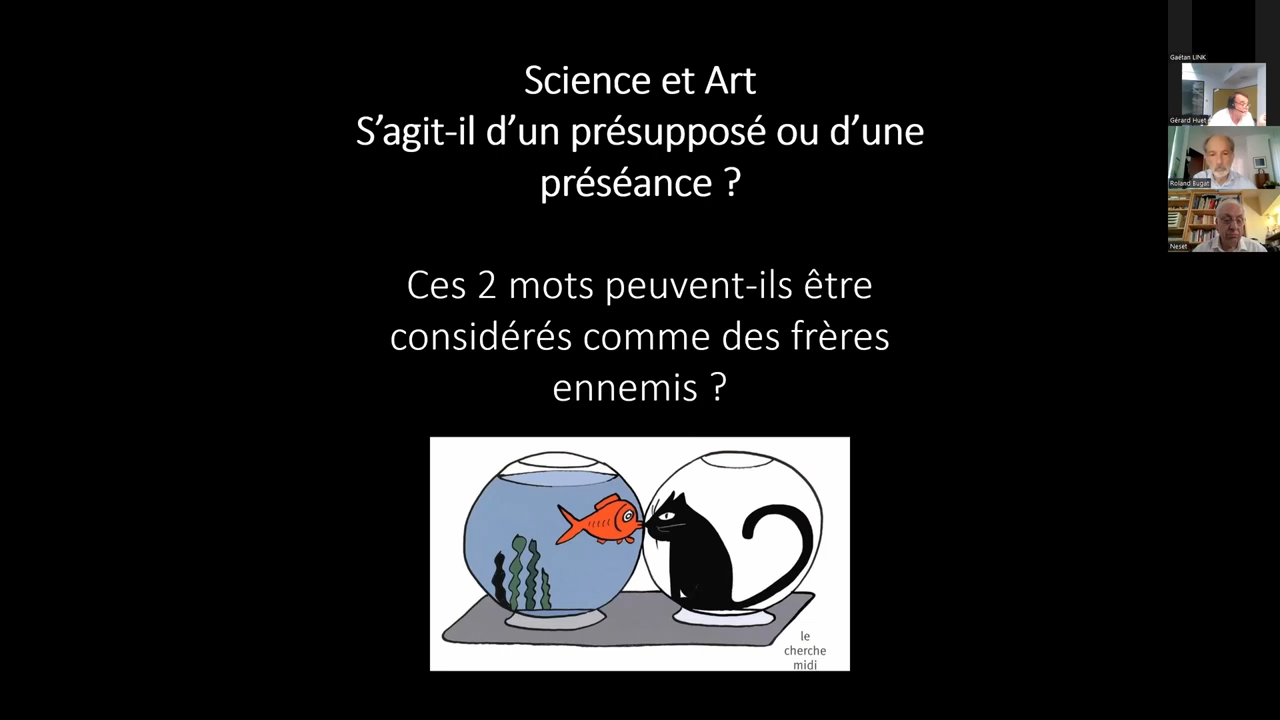 Science et Art
S’agit-il d’un présupposé ou d’une
préséance ?
Ces 2 mots peuvent-ils être
considérés comme des frères
ennemis ?
le
cherche
midi
Gaétan LINK
Gérard Huet
Roland Bugat
Neset